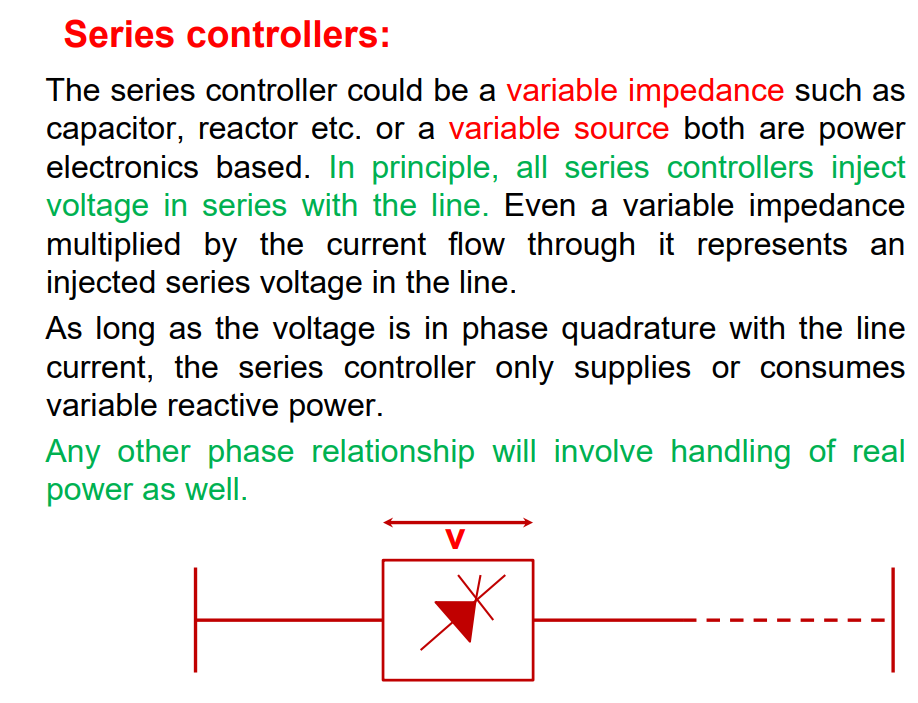 Series controllers:
The series controller could be a variable impedance such as
capacitor, reactor etc. or a variable source both are power
electronics based. In principle, all series controllers inject
voltage in series with the line. Even a variable impedance
multiplied by the current flow through it represents an
injected series voltage in the line.
As long as the voltage is in phase quadrature with the line
current, the series controller only supplies or consumes
variable reactive power.
Any other phase relationship will involve handling of real
power as well.
V